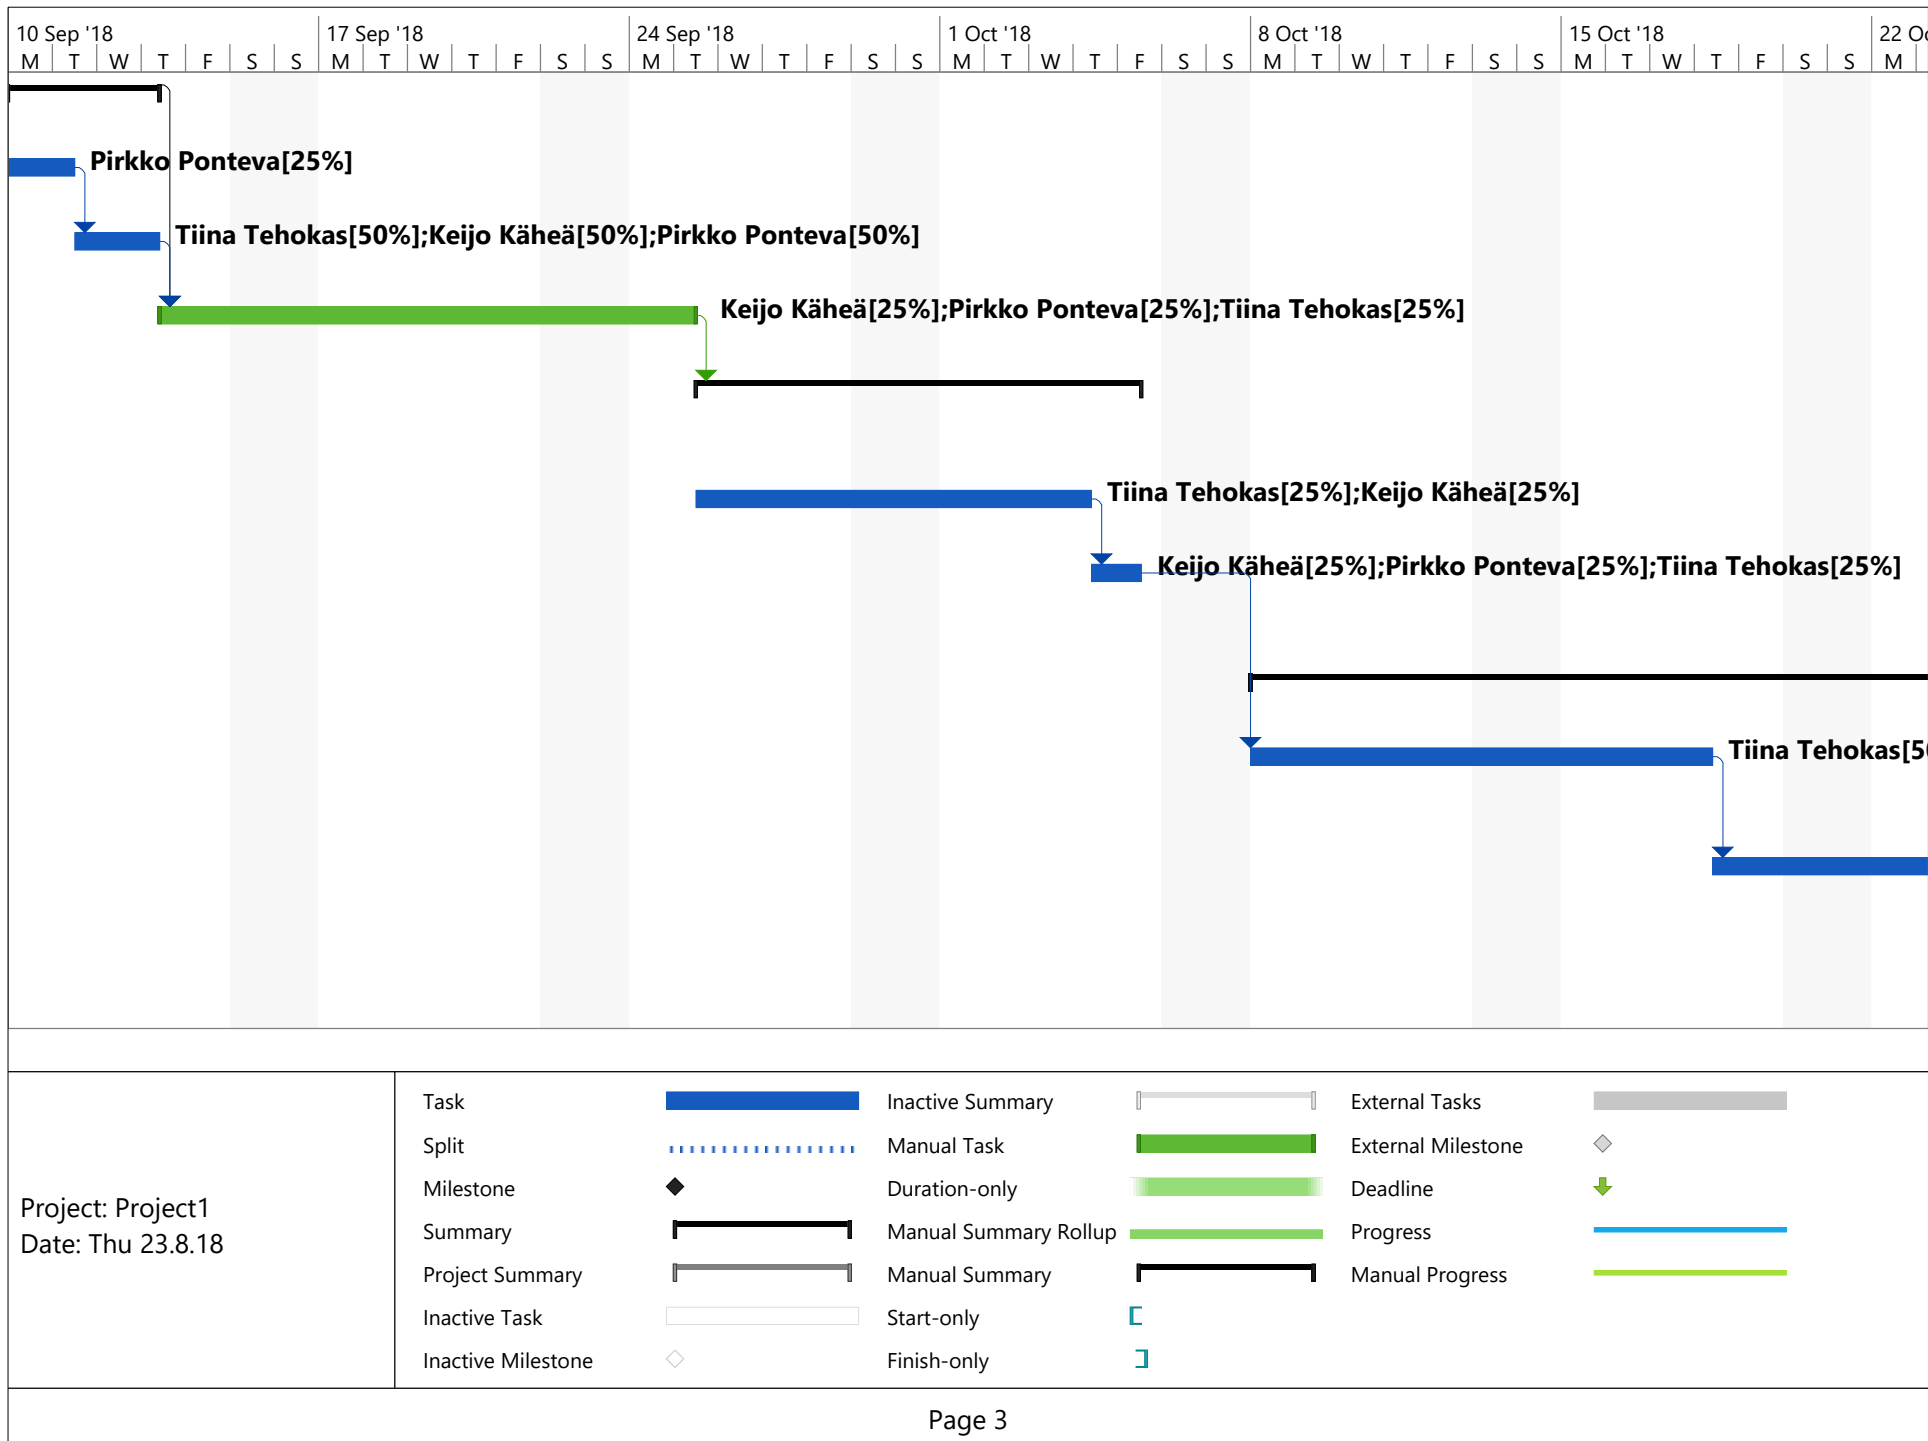 10 Sep '18 17 Sep '18 24 Sep '18 1 Oct '18 8 Oct '18 15 Oct '18 22 Oc
M T W T F S S M T W T F S S M T W T F S S M T W T F S S M T W T F S S M T W T F S S M
Pirkko Ponteva[25%]
Tiina Tehokas[50%];Keijo Käheä[50%];Pirkko Ponteva[50%]
Keijo Käheä[25%];Pirkko Ponteva[25%];Tiina Tehokas[25%]
Tiina Tehokas[25%];Keijo Käheä[25%]
Keijo Käheä[25%];Pirkko Ponteva[25%];Tiina Tehokas[25%]
Tiina Tehokas[5
Project: Project1
Date: Thu 23.8.18
Task
Split
Milestone
Summary
Project Summary
Inactive Task
Inactive Milestone
Inactive Summary
Manual Task
Duration-only
Manual Summary Rollup
Manual Summary
Start-only
Finish-only
External Tasks
External Milestone
Deadline
Progress
Manual Progress
Page 3